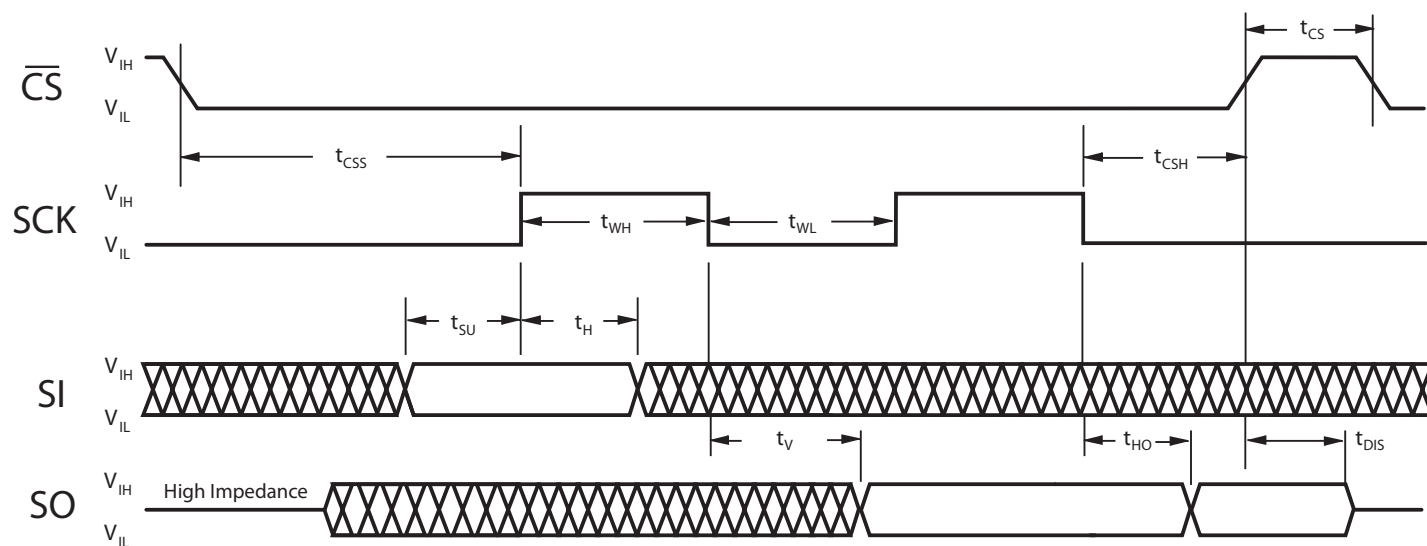 t_CS
V_IH
C̅S̅
V_IL
t_CSS
t_CSH
V_IH
SCK
t_WH
t_WL
V_IL
t_SU
t_H
V_IH
SI
V_IL
t_V
t_HO
t_DIS
V_IH
High Impedance
SO
V_IL